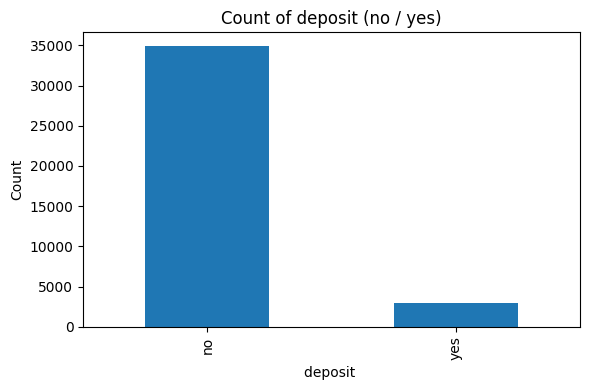 Count of deposit (no / yes)
35000
30000
25000
20000
15000
10000
5000
0
Count
no
yes
deposit